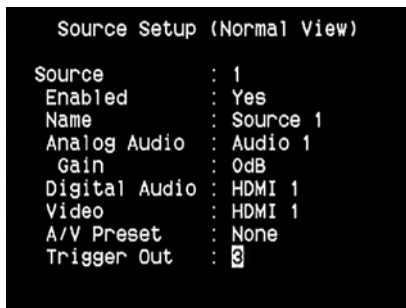 Source Setup (Normal View)
Source : 1
Enabled : Yes
Name : Source 1
Analog Audio : Audio 1
Gain : 0dB
Digital Audio : HDMI 1
Video : HDMI 1
A/V Preset : None
Trigger Out : 3